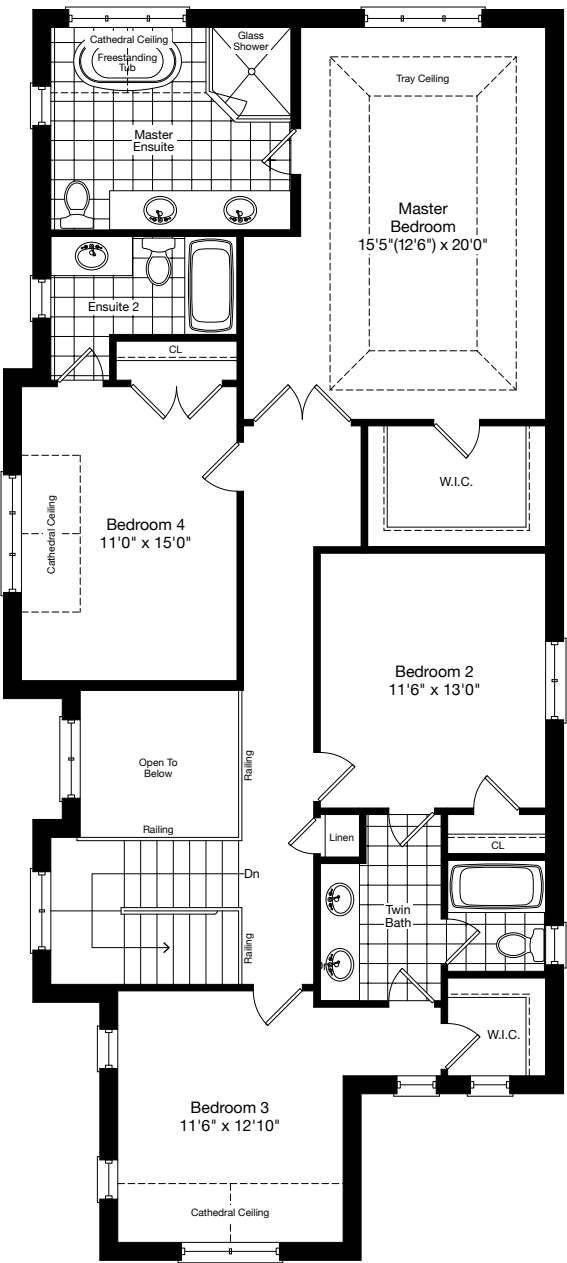 Cathedral Ceiling
Freestanding
Tub
Glass
Shower
Tray Ceiling
Master
Ensuite
Master
Bedroom
15'5"(12'6") x 20'0"
Ensuite 2
CL
W.I.C.
Cathedral Ceiling
Bedroom 4
11'0" x 15'0"
Bedroom 2
11'6" x 13'0"
Open To
Below
Railing
Railing
Linen
CL
Dn
Twin
Bath
Railing
W.I.C.
Bedroom 3
11'6" x 12'10"
Cathedral Ceiling